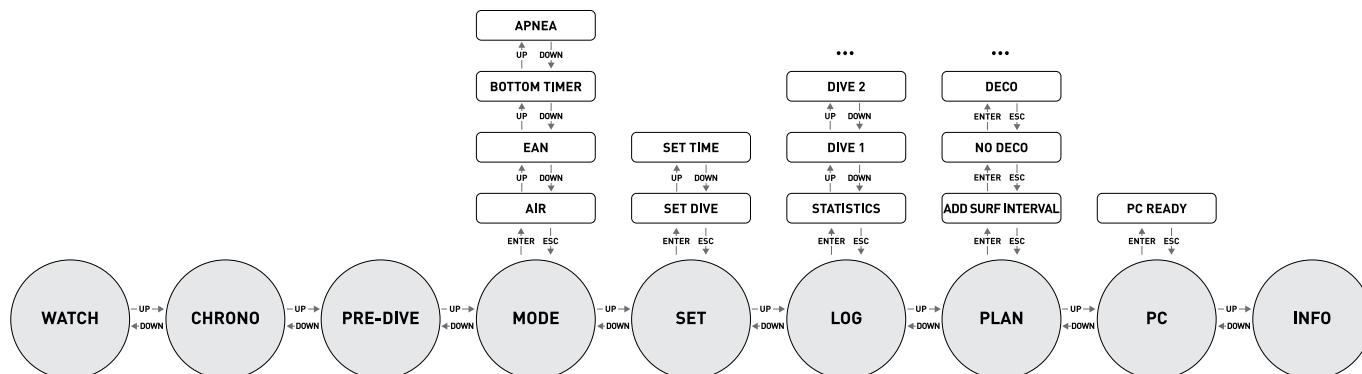 APNEA
UP DOWN
... ...
BOTTOM TIMER DIVE 2 DECO
UP DOWN UP DOWN ENTER ESC
EAN SET TIME DIVE 1 NO DECO
UP DOWN UP DOWN UP DOWN ENTER ESC
AIR SET DIVE STATISTICS ADD SURF INTERVAL PC READY
ENTER ESC ENTER ESC ENTER ESC ENTER ESC ENTER ESC
UP UP UP UP UP UP UP UP
WATCH CHRONO PRE-DIVE MODE SET LOG PLAN PC INFO
DOWN DOWN DOWN DOWN DOWN DOWN DOWN DOWN